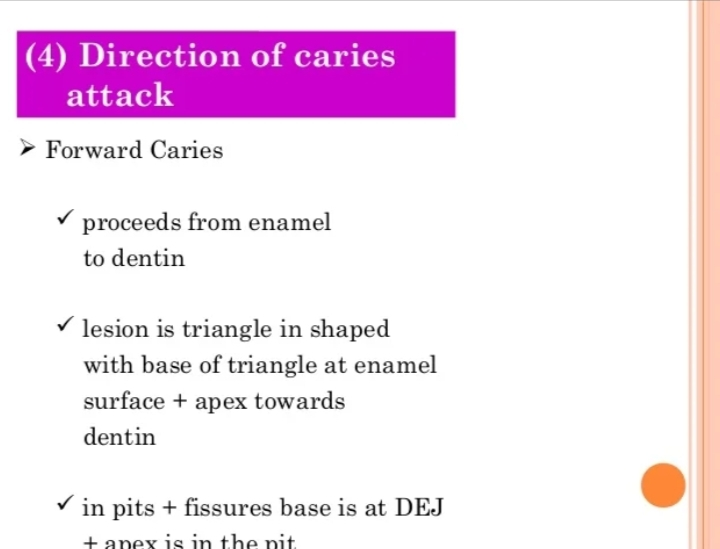 (4) Direction of caries
attack
➢ Forward Caries
✓ proceeds from enamel
to dentin
✓ lesion is triangle in shaped
with base of triangle at enamel
surface + apex towards
dentin
✓ in pits + fissures base is at DEJ
+ apex is in the pit